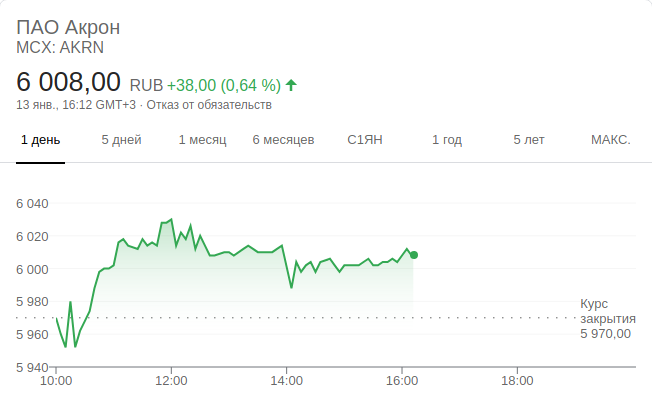 ПАО Акрон
MCX: AKRN
6 008,00 RUB +38,00 (0,64 %)
13 янв., 16:12 GMT+3 · Отказ от обязательств
1 день 5 дней 1 месяц 6 месяцев С1ЯН 1 год 5 лет МАКС.
6 040
6 020
6 000
5 980
5 960
5 940
Курс
закрытия
5 970,00
10:00 12:00 14:00 16:00 18:00